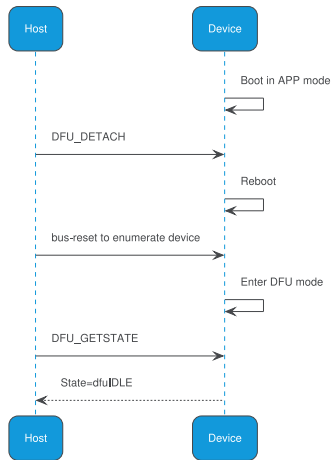 Host
Device
Boot in APP mode
DFU_DETACH
Reboot
bus-reset to enumerate device
Enter DFU mode
DFU_GETSTATE
State=dfuIDLE
Host
Device